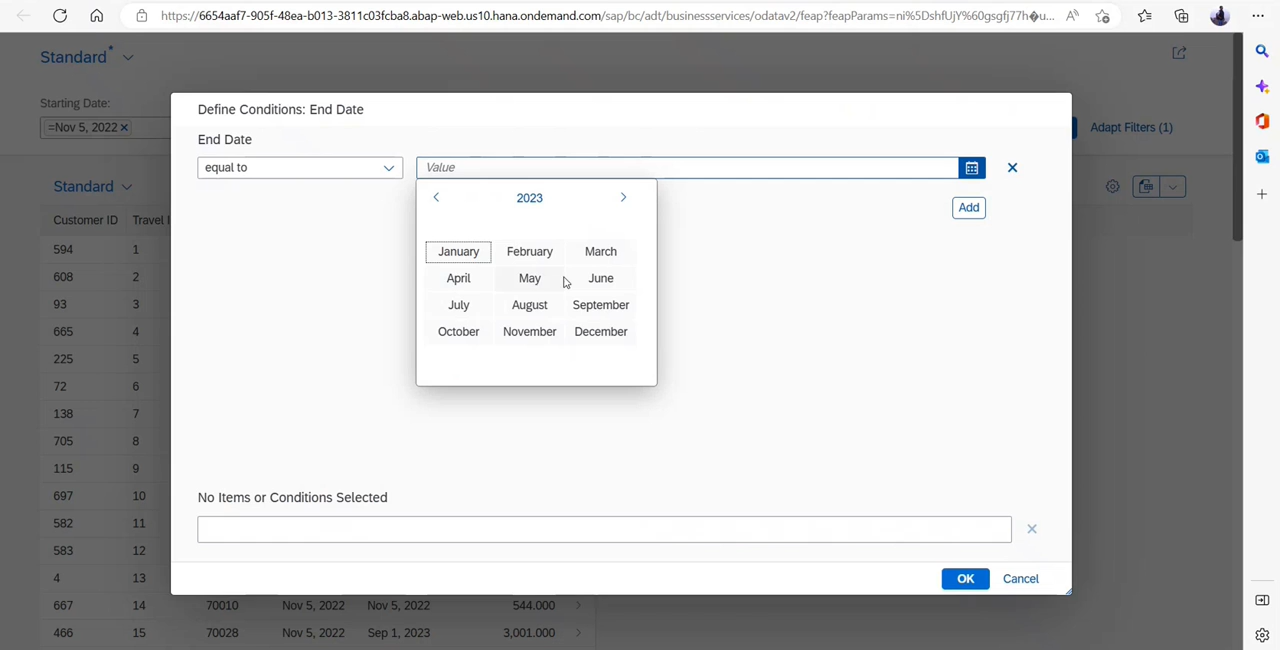 https://6654aaf7-905f-48ea-b013-3811c03fcba8.abap-web.us10.hana.ondemand.com/sap/bc/adt/businessservices/odatav2/feap?feapParams=ni%5DshfUjY%60gsgfj77h�u...
Standard*
Starting Date:
=Nov 5, 2022
Adapt Filters (1)
Define Conditions: End Date
End Date
equal to
Value
Add
2023
January February March
April May June
July August September
October November December
No Items or Conditions Selected
OK Cancel
Standard
Customer ID Travel I
594 1
608 2
93 3
665 4
225 5
72 6
138 7
705 8
115 9
697 10
582 11
583 12
4 13
667 14 70010 Nov 5, 2022 Nov 5, 2022 544.000
466 15 70028 Nov 5, 2022 Sep 1, 2023 3,001.000